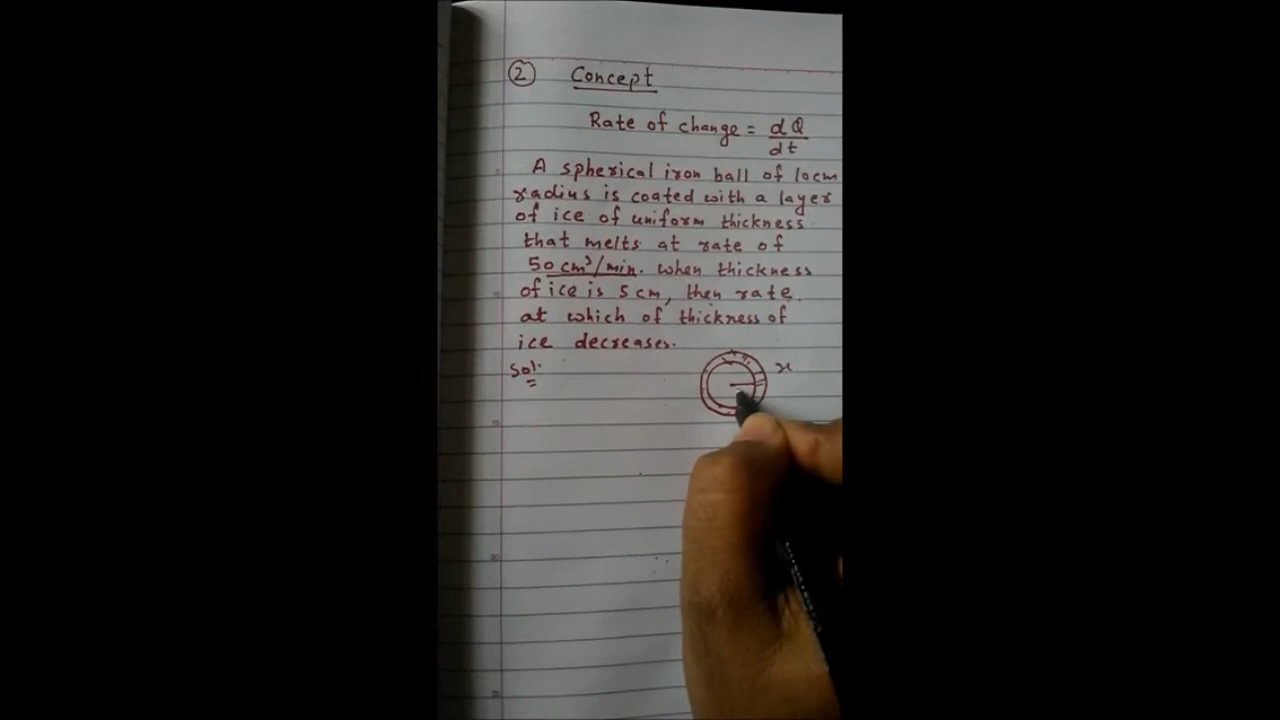 2 Concept
Rate of change = dQ/dt
A spherical iron ball of 10cm
radius is coated with a layer
of ice of uniform thickness
that melts at rate of
50 cm³/min. when thickness
of ice is 5 cm, then rate
at which of thickness of
ice decreases.
Sol.
x